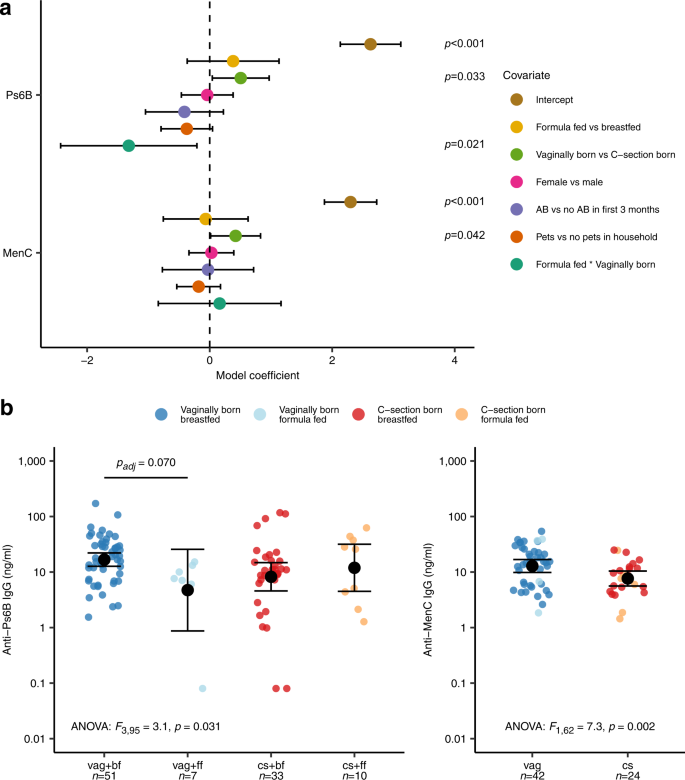 a
Ps6B
MenC
p<0.001
p=0.033
p=0.021
p<0.001
p=0.042
−2
0
2
4
Model coefficient
Covariate
Intercept
Formula fed vs breastfed
Vaginally born vs C−section born
Female vs male
AB vs no AB in first 3 months
Pets vs no pets in household
Formula fed * Vaginally born
b
Vaginally born
breastfed
Vaginally born
formula fed
C−section born
breastfed
C−section born
formula fed
Anti−Ps6B IgG (ng/ml)
1,000
100
10
1
0.1
0.01
padj = 0.070
ANOVA: F3,95 = 3.1, p = 0.031
vag+bf
n=51
vag+ff
n=7
cs+bf
n=33
cs+ff
n=10
Anti−MenC IgG (ng/ml)
1,000
100
10
1
0.1
0.01
ANOVA: F1,62 = 7.3, p = 0.002
vag
n=42
cs
n=24